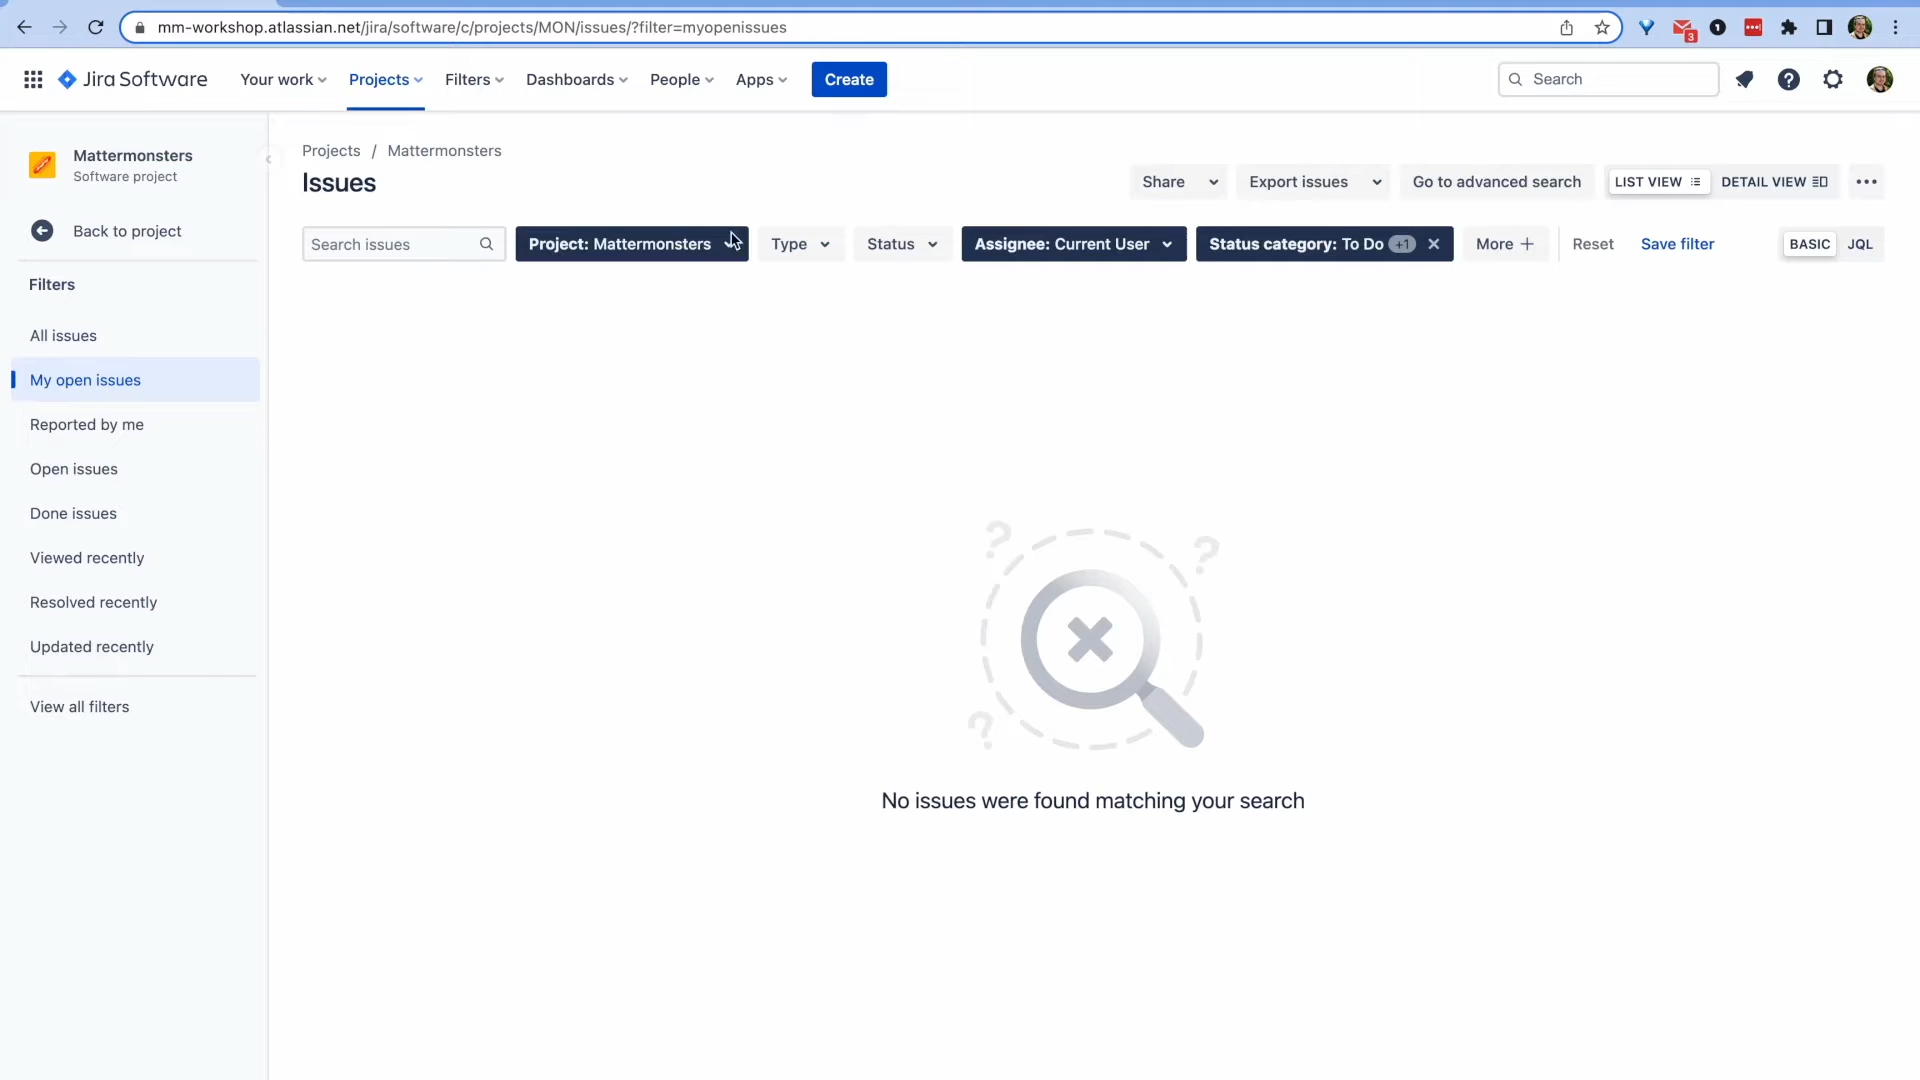 mm-workshop.atlassian.net/jira/software/c/projects/MON/issues/?filter=myopenissues
3
Jira Software
Your work
Projects
Filters
Dashboards
People
Apps
Create
Search
Mattermonsters
Software project
Back to project
Filters
All issues
My open issues
Reported by me
Open issues
Done issues
Viewed recently
Resolved recently
Updated recently
View all filters
Projects / Mattermonsters
Issues
Share
Export issues
Go to advanced search
LIST VIEW
DETAIL VIEW
Search issues
Project: Mattermonsters
Type
Status
Assignee: Current User
Status category: To Do +1
More
Reset
Save filter
BASIC
JQL
No issues were found matching your search